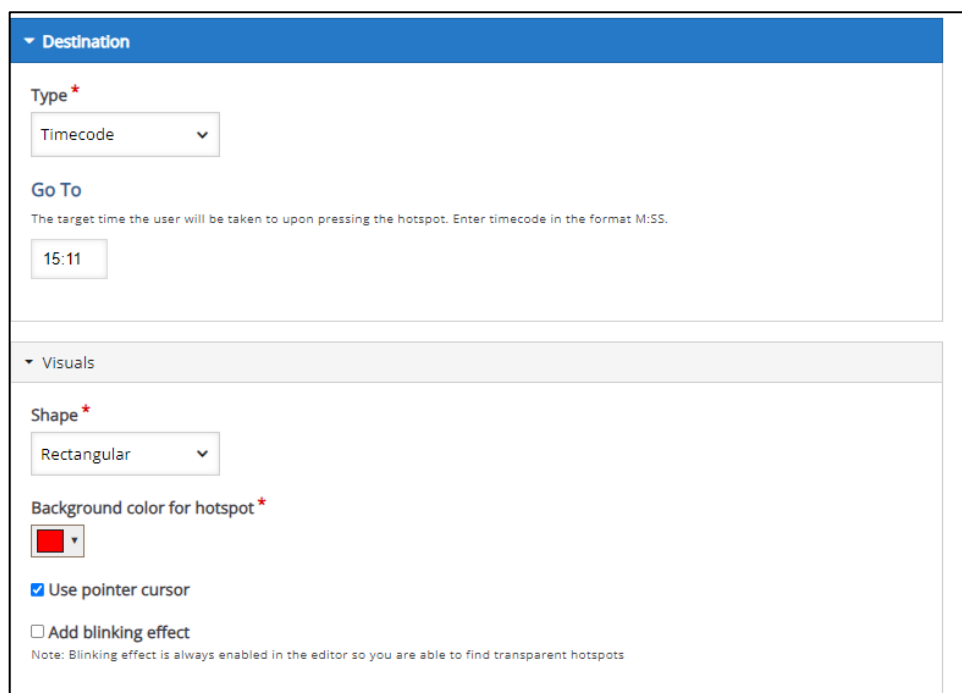 Destination
Type *
Timecode
Go To
The target time the user will be taken to upon pressing the hotspot. Enter timecode in the format M:SS.
15:11
Visuals
Shape *
Rectangular
Background color for hotspot *
Use pointer cursor
Add blinking effect
Note: Blinking effect is always enabled in the editor so you are able to find transparent hotspots